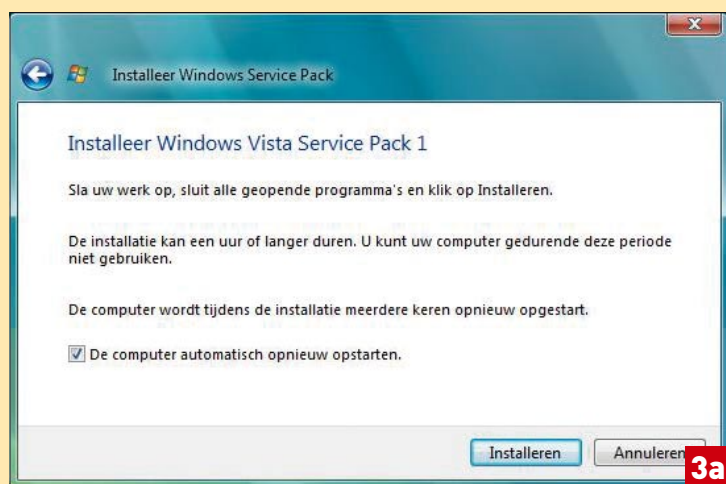 Installeer Windows Service Pack
Installeer Windows Vista Service Pack 1
Sla uw werk op, sluit alle geopende programma's en klik op Installeren.
De installatie kan een uur of langer duren. U kunt uw computer gedurende deze periode
niet gebruiken.
De computer wordt tijdens de installatie meerdere keren opnieuw opgestart.
De computer automatisch opnieuw opstarten.
Installeren Annuleren
3a